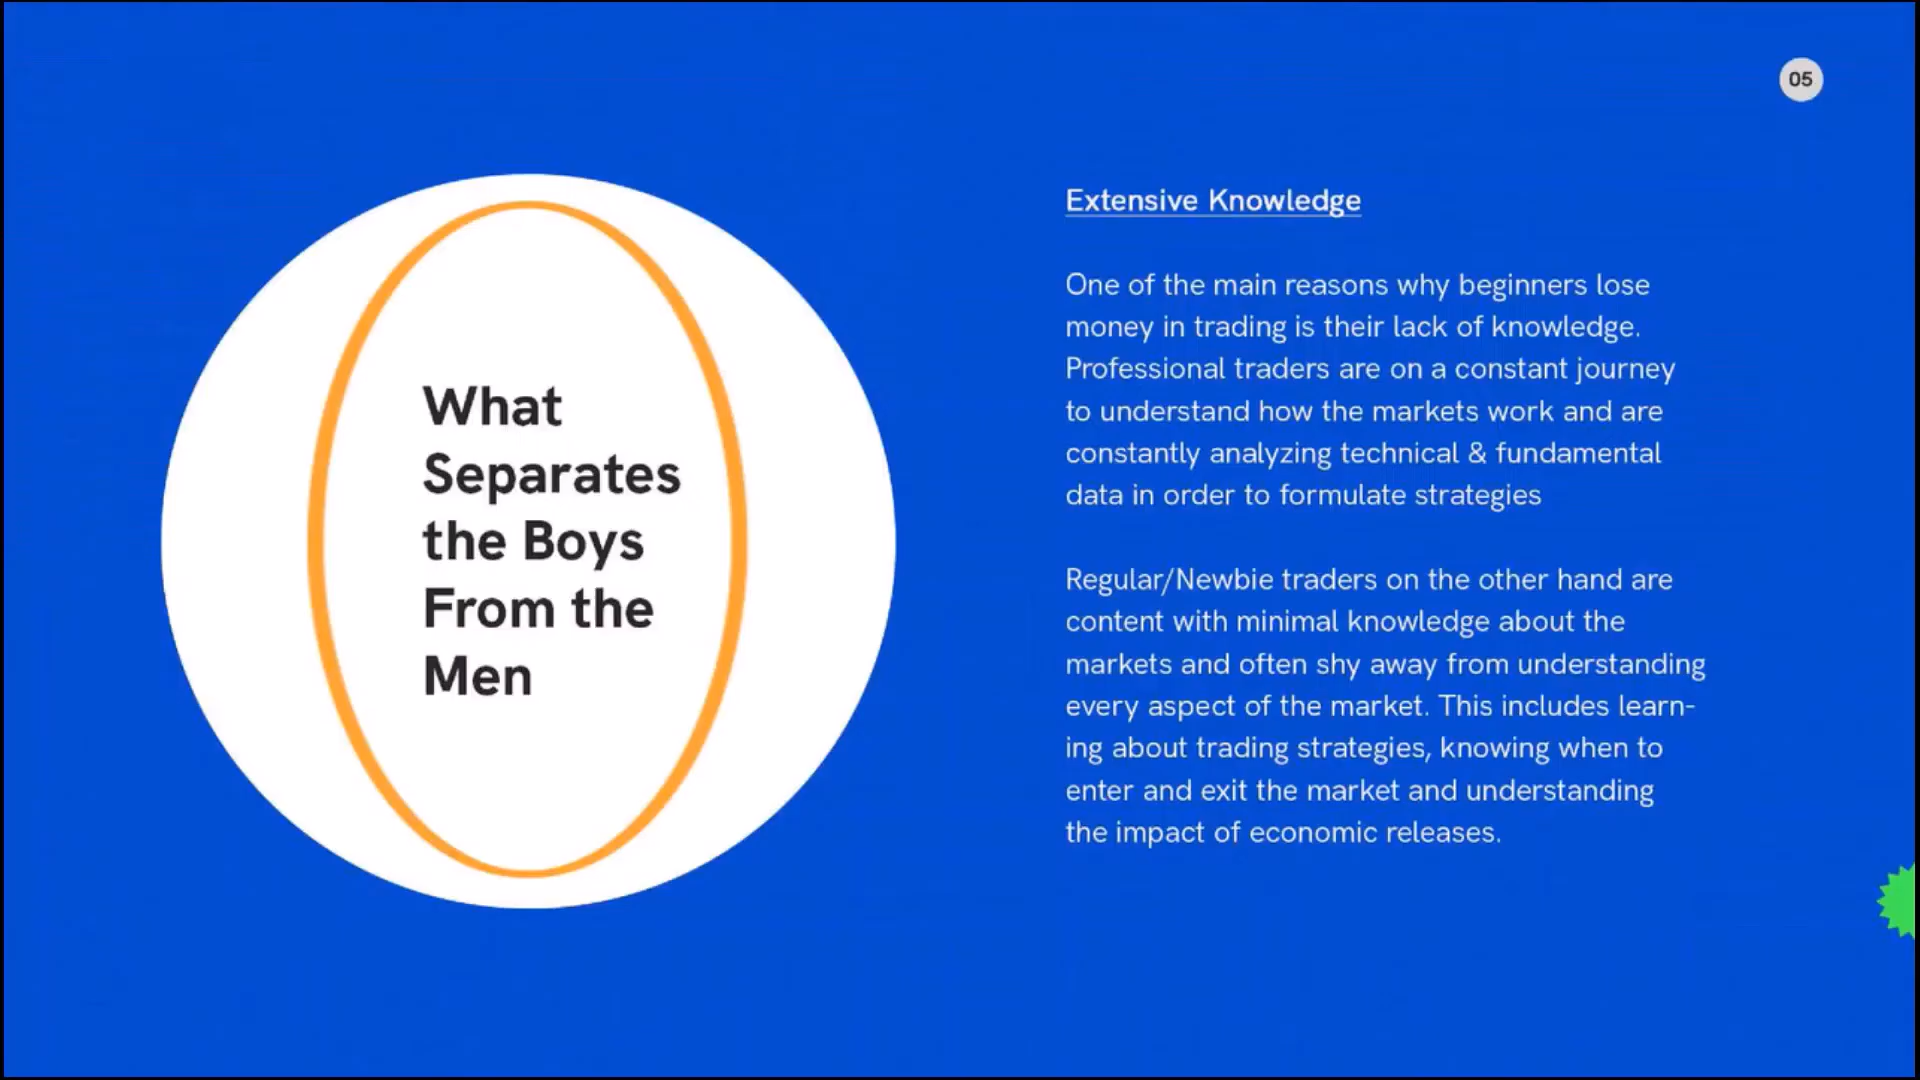 05
What
Separates
the Boys
From the
Men
Extensive Knowledge
One of the main reasons why beginners lose
money in trading is their lack of knowledge.
Professional traders are on a constant journey
to understand how the markets work and are
constantly analyzing technical & fundamental
data in order to formulate strategies
Regular/Newbie traders on the other hand are
content with minimal knowledge about the
markets and often shy away from understanding
every aspect of the market. This includes learn-
ing about trading strategies, knowing when to
enter and exit the market and understanding
the impact of economic releases.